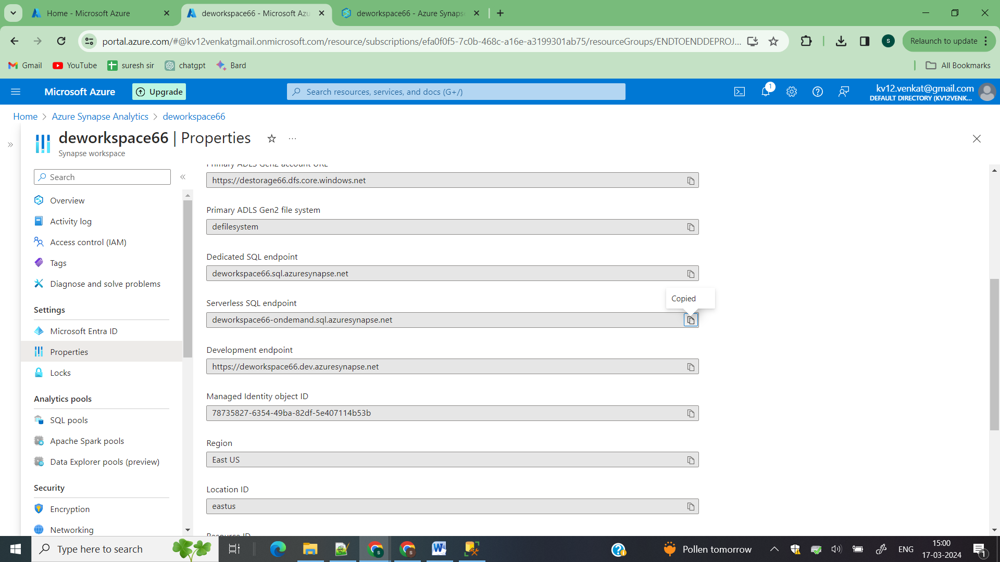 Home - Microsoft Azure
deworkspace66 - Microsoft Azu
deworkspace66 - Azure Synapse
portal.azure.com/#@kv12venkatgmail.onmicrosoft.com/resource/subscriptions/efa0f0f5-7c0b-468c-a16e-a3199301ab75/resourceGroups/ENDTOENDDEPROJ...
S
Relaunch to update
Gmail
YouTube
suresh sir
chatgpt
Bard
All Bookmarks
Microsoft Azure
Upgrade
Search resources, services, and docs (G+/)
1
kv12.venkat@gmail.com
DEFAULT DIRECTORY (KV12VENK...
Home > Azure Synapse Analytics > deworkspace66
deworkspace66 | Properties
Synapse workspace
Search
Overview
Activity log
Access control (IAM)
Tags
Diagnose and solve problems
Settings
Microsoft Entra ID
Properties
Locks
Analytics pools
SQL pools
Apache Spark pools
Data Explorer pools (preview)
Security
Encryption
Networking
Primary ADLS Gen2 account URL
https://destorage66.dfs.core.windows.net
Primary ADLS Gen2 file system
defilesystem
Dedicated SQL endpoint
deworkspace66.sql.azuresynapse.net
Copied
Serverless SQL endpoint
deworkspace66-ondemand.sql.azuresynapse.net
Development endpoint
https://deworkspace66.dev.azuresynapse.net
Managed Identity object ID
78735827-6354-49ba-82df-5e407114b53b
Region
East US
Location ID
eastus
Resource ID
Type here to search
Pollen tomorrow
ENG
15:00
17-03-2024
1